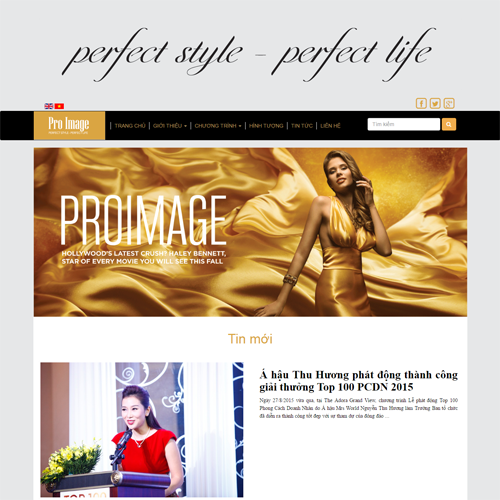 perfect style - perfect life
Pro Image
TRANG CHỦ | GIỚI THIỆU | CHƯƠNG TRÌNH | HÌNH TƯỢNG | TIN TỨC | LIÊN HỆ
Tìm kiếm
PROIMAGE
HOLLYWOOD'S LATEST CRUSH? HALEY BENNETT,
STAR OF EVERY MOVIE YOU WILL SEE THIS FALL
Tin mới
Á hậu Thu Hương phát động thành công
giải thưởng Top 100 PCDN 2015
Ngày 27/8/2015 vừa qua, tại The Adora Grand View, chương trình Lễ phát động Top 100
Phong Cách Doanh Nhân do Á hậu Mrs World Nguyễn Thu Hương làm Trưởng Ban tổ chức
đã diễn ra thành công tốt đẹp với sự tham dự của đông đảo ...
TOP 100